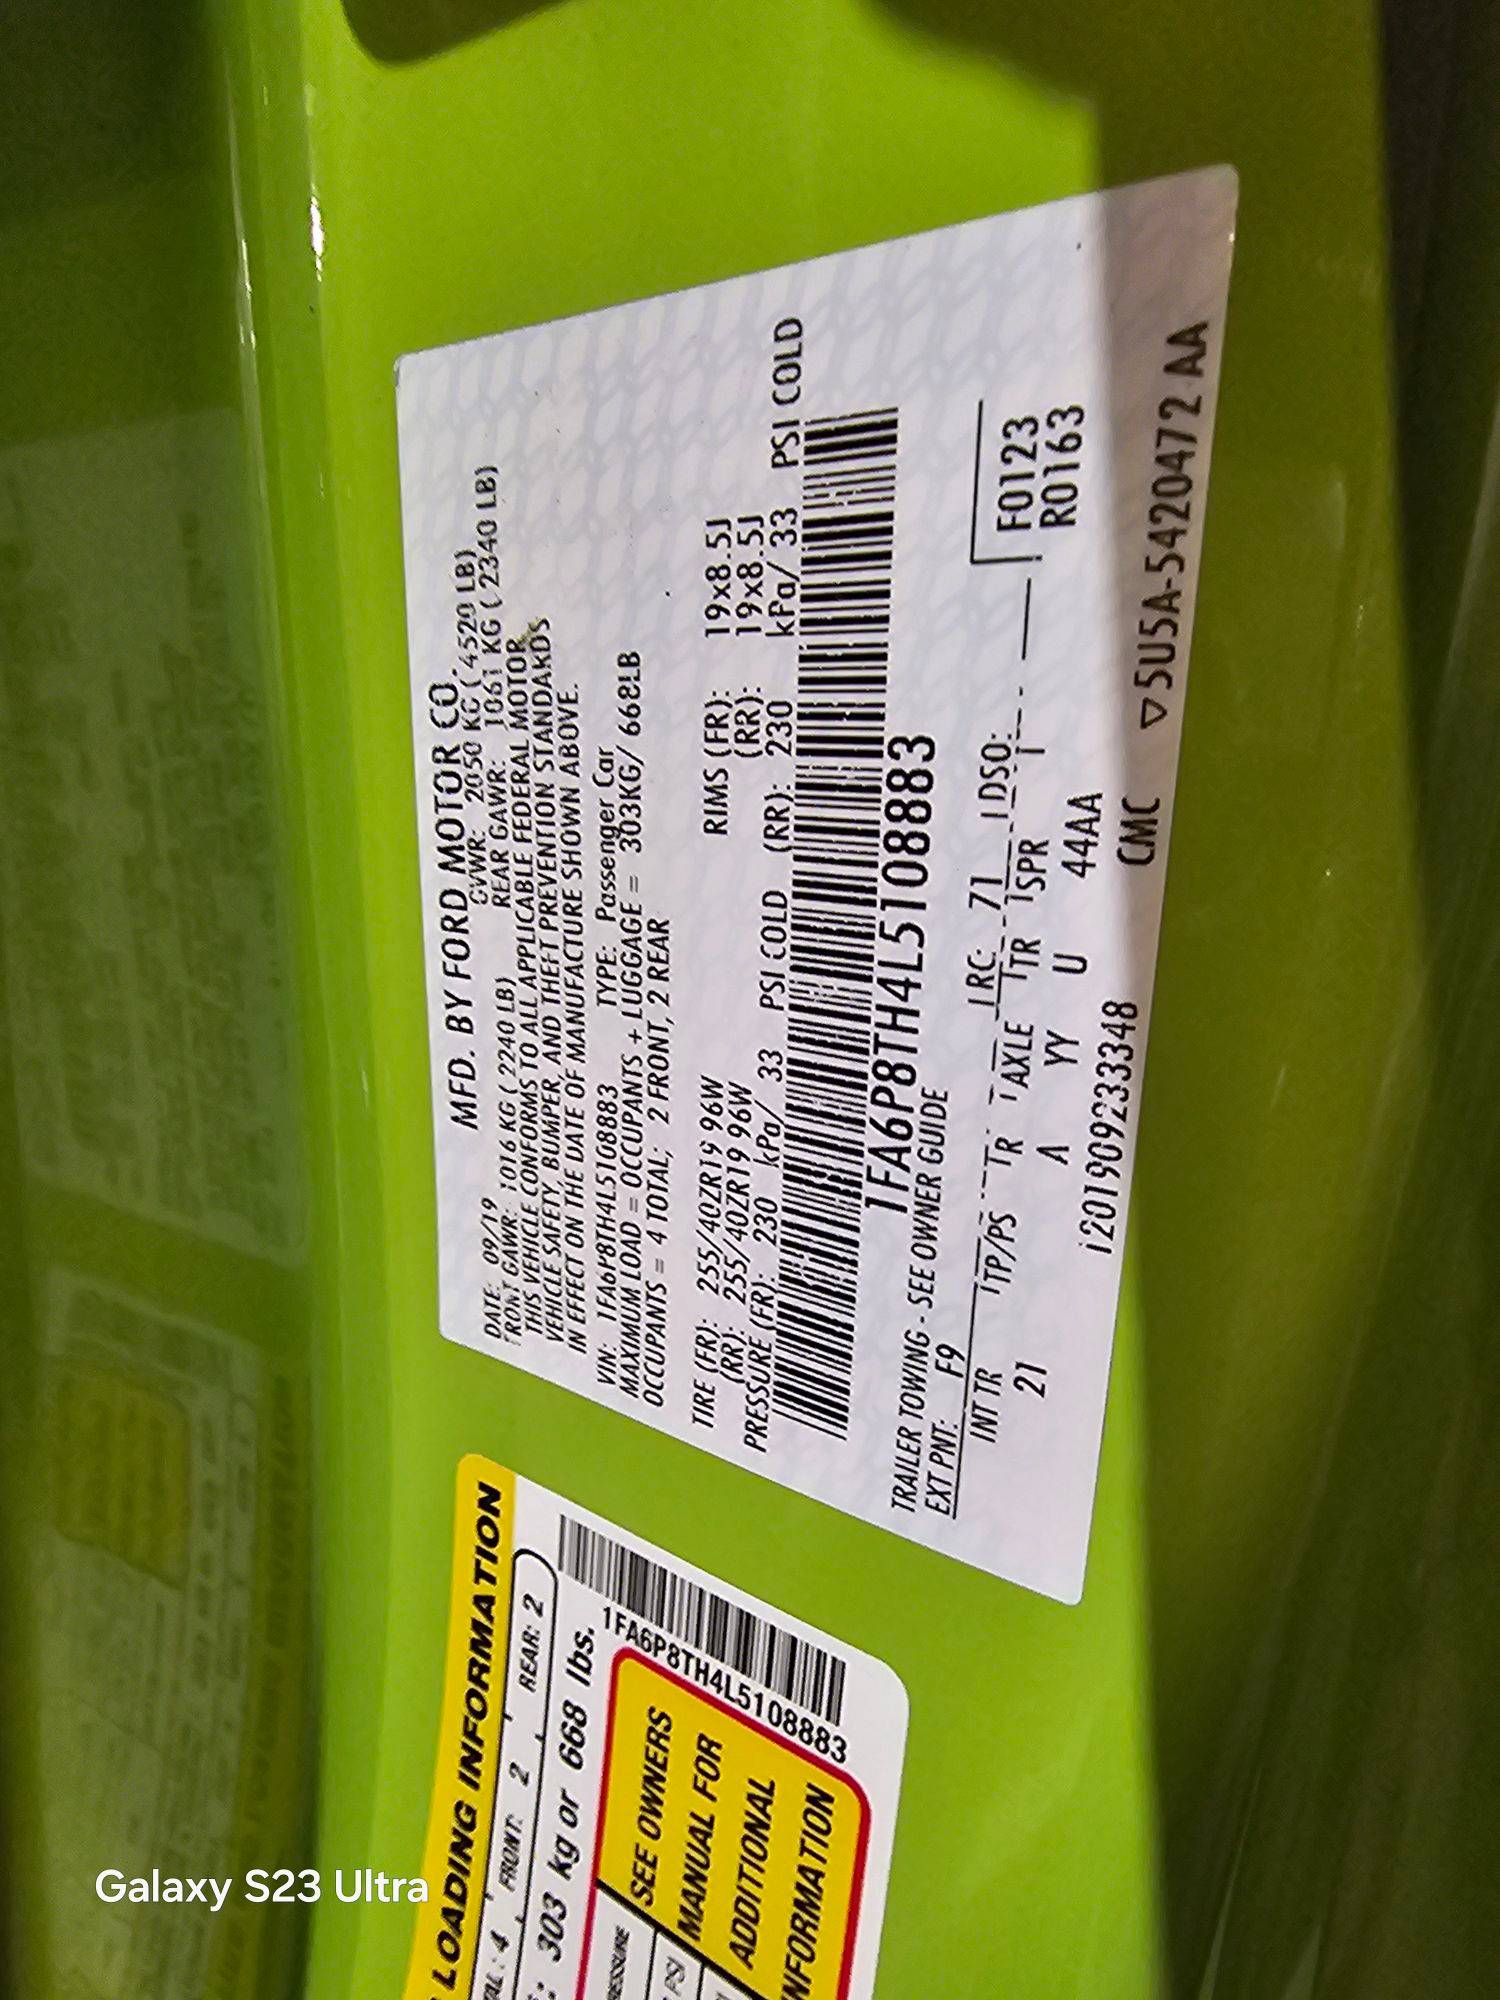 MFD. BY FORD MOTOR CO.
DATE: 09/19 GVWR: 2050 KG ( 4520 LB)
FRONT GAWR: 1016 KG ( 2240 LB) REAR GAWR: 1061 KG ( 2340 LB)
THIS VEHICLE CONFORMS TO ALL APPLICABLE FEDERAL MOTOR
VEHICLE SAFETY, BUMPER, AND THEFT PREVENTION STANDARDS
IN EFFECT ON THE DATE OF MANUFACTURE SHOWN ABOVE.
VIN: 1FA6P8TH4L5108883 TYPE: Passenger Car
MAXIMUM LOAD = OCCUPANTS + LUGGAGE = 303KG/ 668LB
OCCUPANTS = 4 TOTAL; 2 FRONT, 2 REAR
TIRE (FR): 255/40ZR19 96W RIMS (FR): 19x8.5J
(RR): 255/40ZR19 96W (RR): 19x8.5J
PRESSURE (FR): 230 kPa/ 33 PSI COLD (RR): 230 kPa/ 33 PSI COLD
1FA6P8TH4L5108883
TRAILER TOWING - SEE OWNER GUIDE
EXT PNT: F9 RC: 71 DSO:
INT TR TP/PS R AXLE TR SPR F0123
21 A YY U 44AA R0163
i201909233348 CMC ▽5U5A-5420472 AA
LOADING INFORMATION
: 4 FRONT: 2 REAR: 2
: 303 kg or 668 lbs.
1FA6P8TH4L5108883
SEE OWNERS
MANUAL FOR
ADDITIONAL
INFORMATION
PSI
Galaxy S23 Ultra